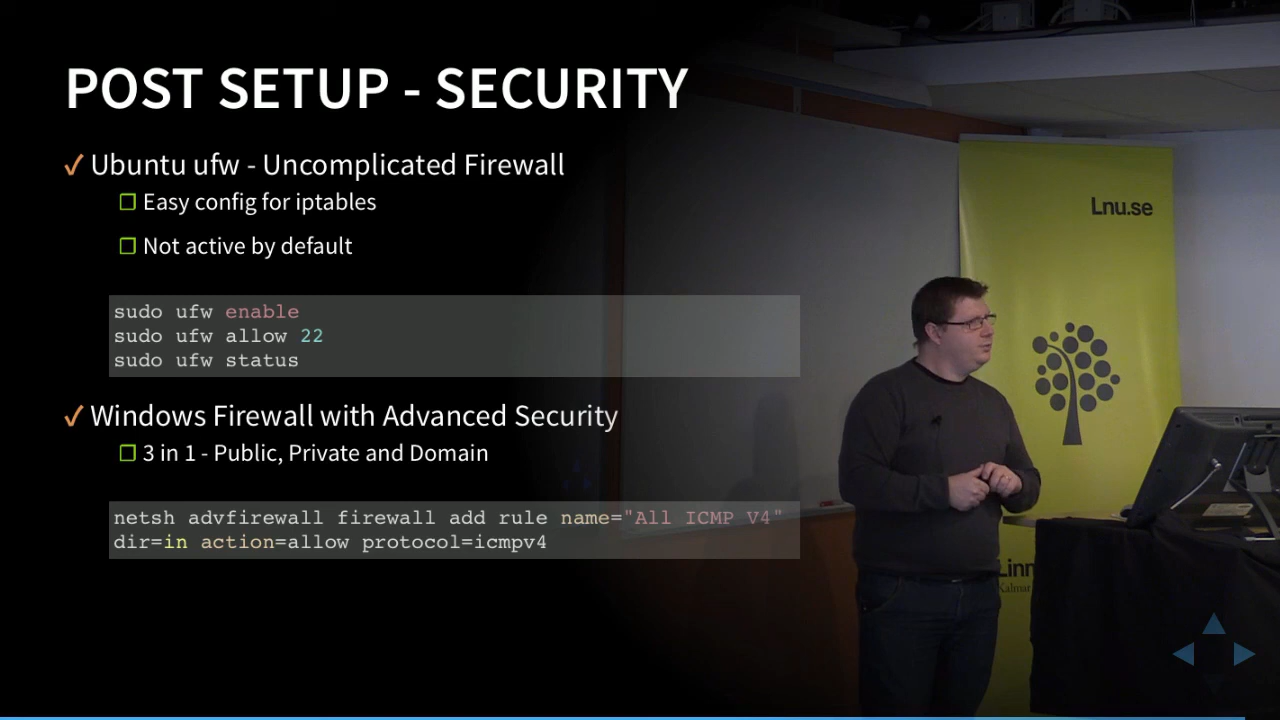 POST SETUP - SECURITY
Ubuntu ufw - Uncomplicated Firewall
Easy config for iptables
Not active by default
sudo ufw enable
sudo ufw allow 22
sudo ufw status
Windows Firewall with Advanced Security
3 in 1 - Public, Private and Domain
netsh advfirewall firewall add rule name="All ICMP V4"
dir=in action=allow protocol=icmpv4
Lnu.se
Linn
Kalmar